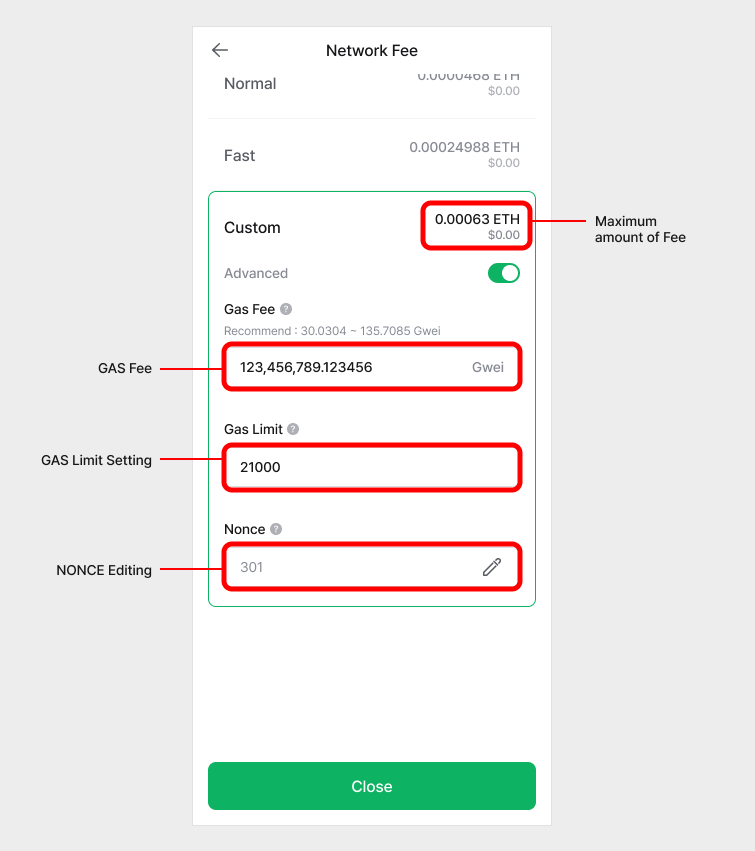 Network Fee
Normal
0.0000468 ETH
$0.00
Fast
0.00024988 ETH
$0.00
Custom
0.00063 ETH
$0.00
Maximum
amount of Fee
Advanced
Gas Fee ?
Recommend : 30.0304 ~ 135.7085 Gwei
GAS Fee
123,456,789.123456
Gwei
Gas Limit ?
GAS Limit Setting
21000
Nonce ?
NONCE Editing
301
Close